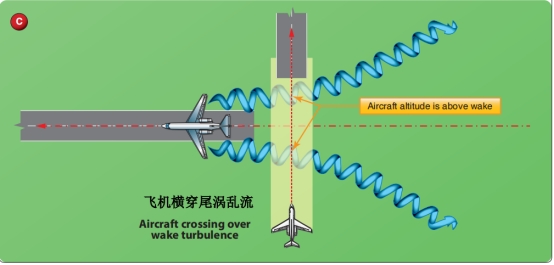 C
Aircraft altitude is above wake
飞机横穿尾涡乱流
Aircraft crossing over
wake turbulence